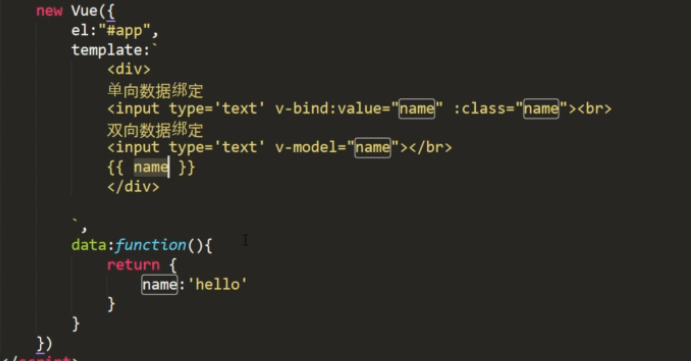 new Vue({
el:"#app",
template:`
<div>
单向数据绑定
<input type='text' v-bind:value="name" :class="name"><br>
双向数据绑定
<input type='text' v-model="name"></br>
{{ name }}
</div>
`,
data:function(){
return {
name:'hello'
}
}
})
</script>